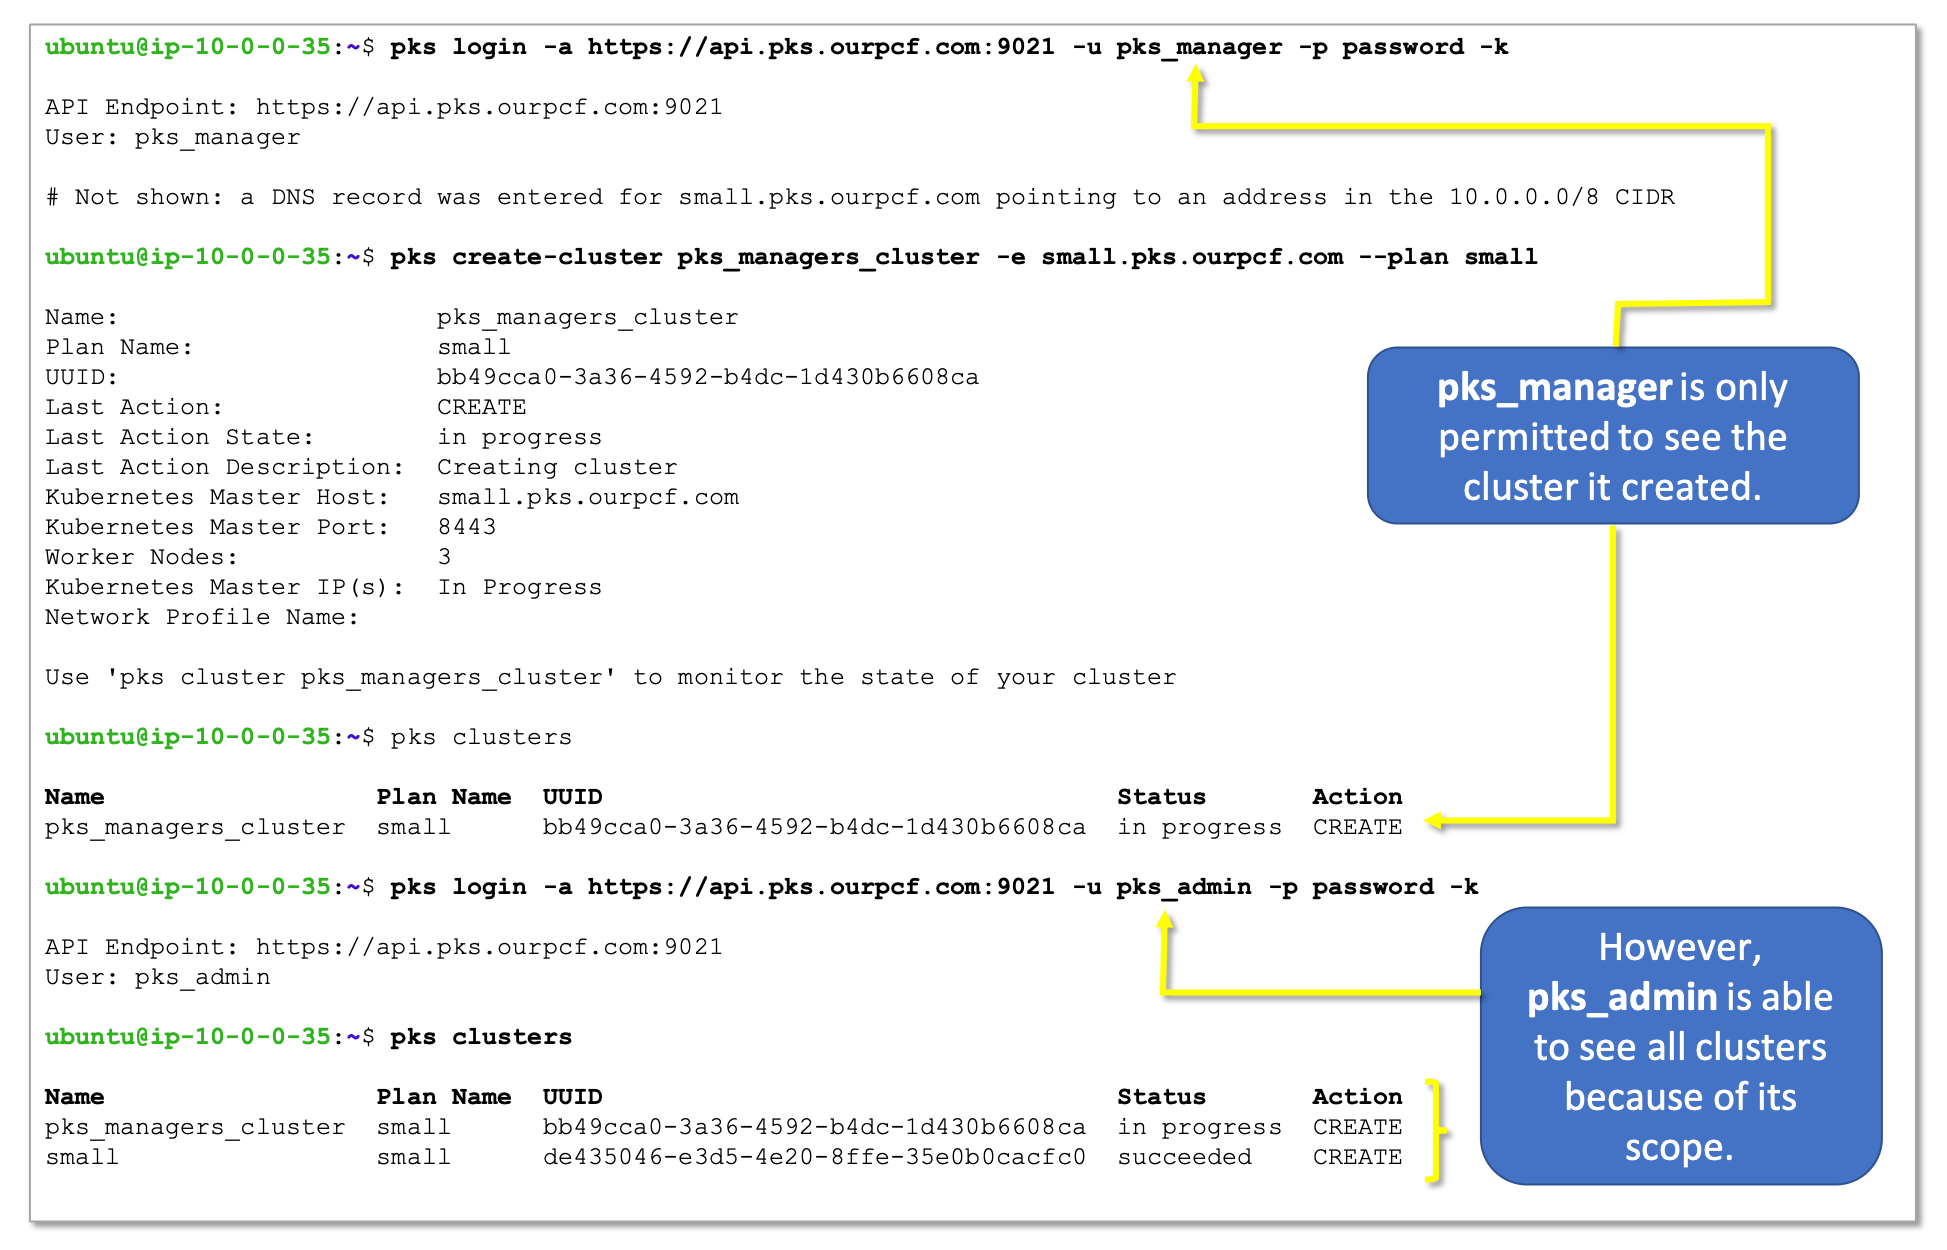 ubuntu@ip-10-0-0-35:~$ pks login -a https://api.pks.ourpcf.com:9021 -u pks_manager -p password -k
API Endpoint: https://api.pks.ourpcf.com:9021
User: pks_manager
# Not shown: a DNS record was entered for small.pks.ourpcf.com pointing to an address in the 10.0.0.0/8 CIDR
ubuntu@ip-10-0-0-35:~$ pks create-cluster pks_managers_cluster -e small.pks.ourpcf.com --plan small
Name: pks_managers_cluster
Plan Name: small
UUID: bb49cca0-3a36-4592-b4dc-1d430b6608ca
Last Action: CREATE
Last Action State: in progress
Last Action Description: Creating cluster
Kubernetes Master Host: small.pks.ourpcf.com
Kubernetes Master Port: 8443
Worker Nodes: 3
Kubernetes Master IP(s): In Progress
Network Profile Name:
pks_manager is only
permitted to see the
cluster it created.
Use 'pks cluster pks_managers_cluster' to monitor the state of your cluster
ubuntu@ip-10-0-0-35:~$ pks clusters
Name Plan Name UUID Status Action
pks_managers_cluster small bb49cca0-3a36-4592-b4dc-1d430b6608ca in progress CREATE
ubuntu@ip-10-0-0-35:~$ pks login -a https://api.pks.ourpcf.com:9021 -u pks_admin -p password -k
API Endpoint: https://api.pks.ourpcf.com:9021
User: pks_admin
ubuntu@ip-10-0-0-35:~$ pks clusters
Name Plan Name UUID Status Action
pks_managers_cluster small bb49cca0-3a36-4592-b4dc-1d430b6608ca in progress CREATE
small small de435046-e3d5-4e20-8ffe-35e0b0cacfc0 succeeded CREATE
However,
pks_admin is able
to see all clusters
because of its
scope.